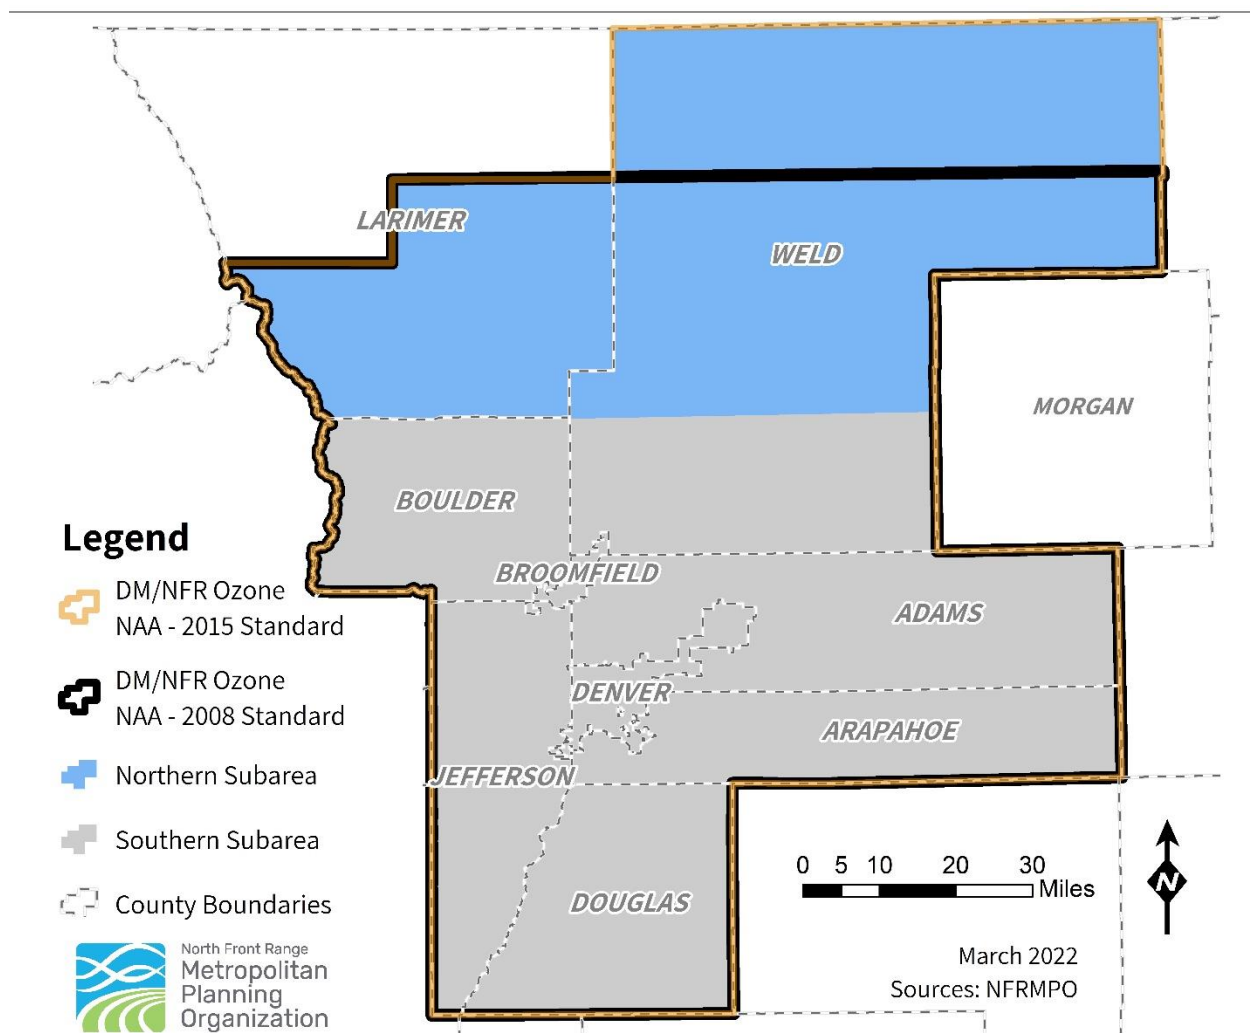 LARIMER
WELD
MORGAN
BOULDER
BROOMFIELD
ADAMS
DENVER
ARAPAHOE
JEFFERSON
DOUGLAS
Legend
DM/NFR Ozone
NAA - 2015 Standard
DM/NFR Ozone
NAA - 2008 Standard
Northern Subarea
Southern Subarea
County Boundaries
North Front Range
Metropolitan
Planning
Organization
0 5 10 20 30
Miles
N
March 2022
Sources: NFRMPO